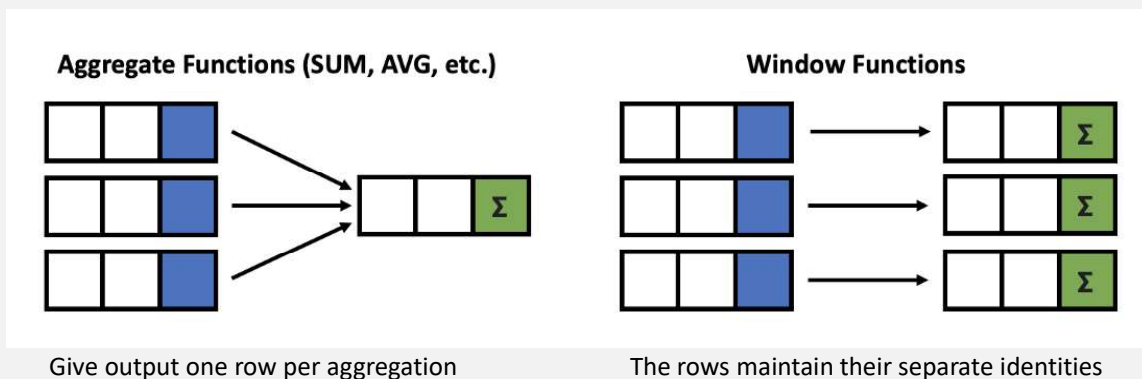 Aggregate Functions (SUM, AVG, etc.)
Σ
Give output one row per aggregation
Window Functions
Σ
Σ
Σ
The rows maintain their separate identities